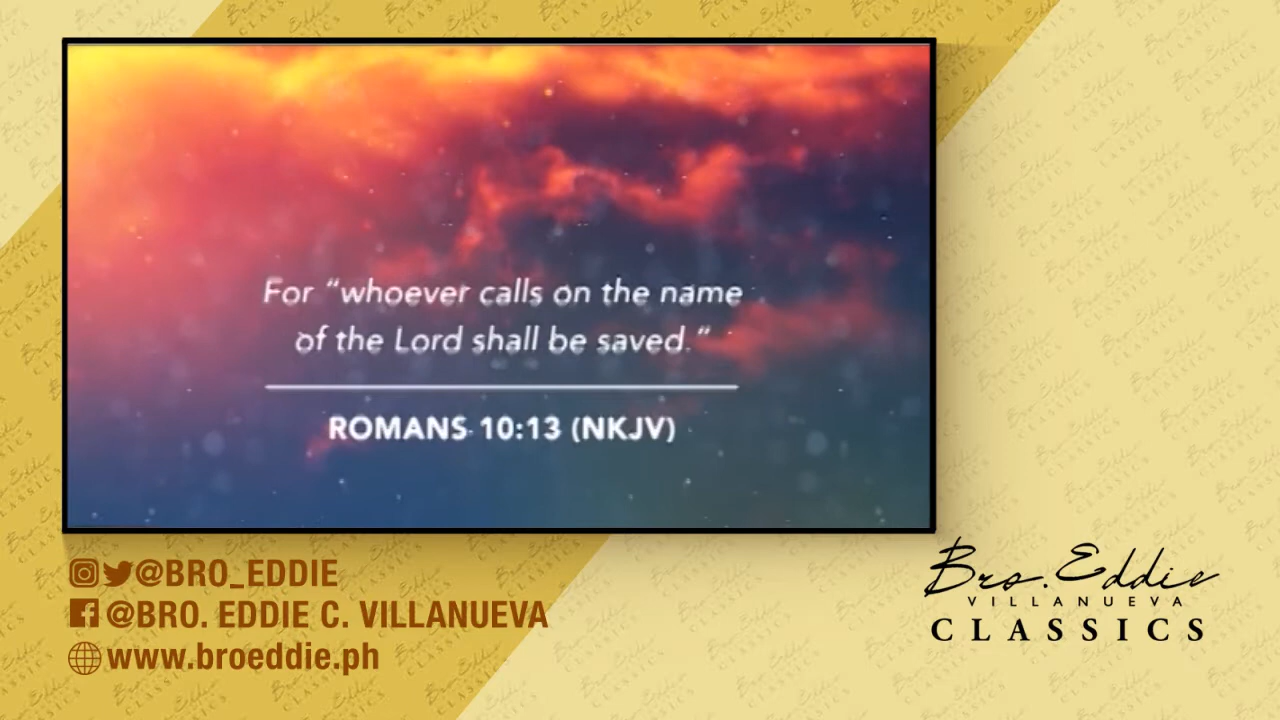 For “whoever calls on the name
of the Lord shall be saved.”
ROMANS 10:13 (NKJV)
@BRO_EDDIE
@BRO. EDDIE C. VILLANUEVA
www.broeddie.ph
Bro. Eddie
VILLANUEVA
CLASSICS